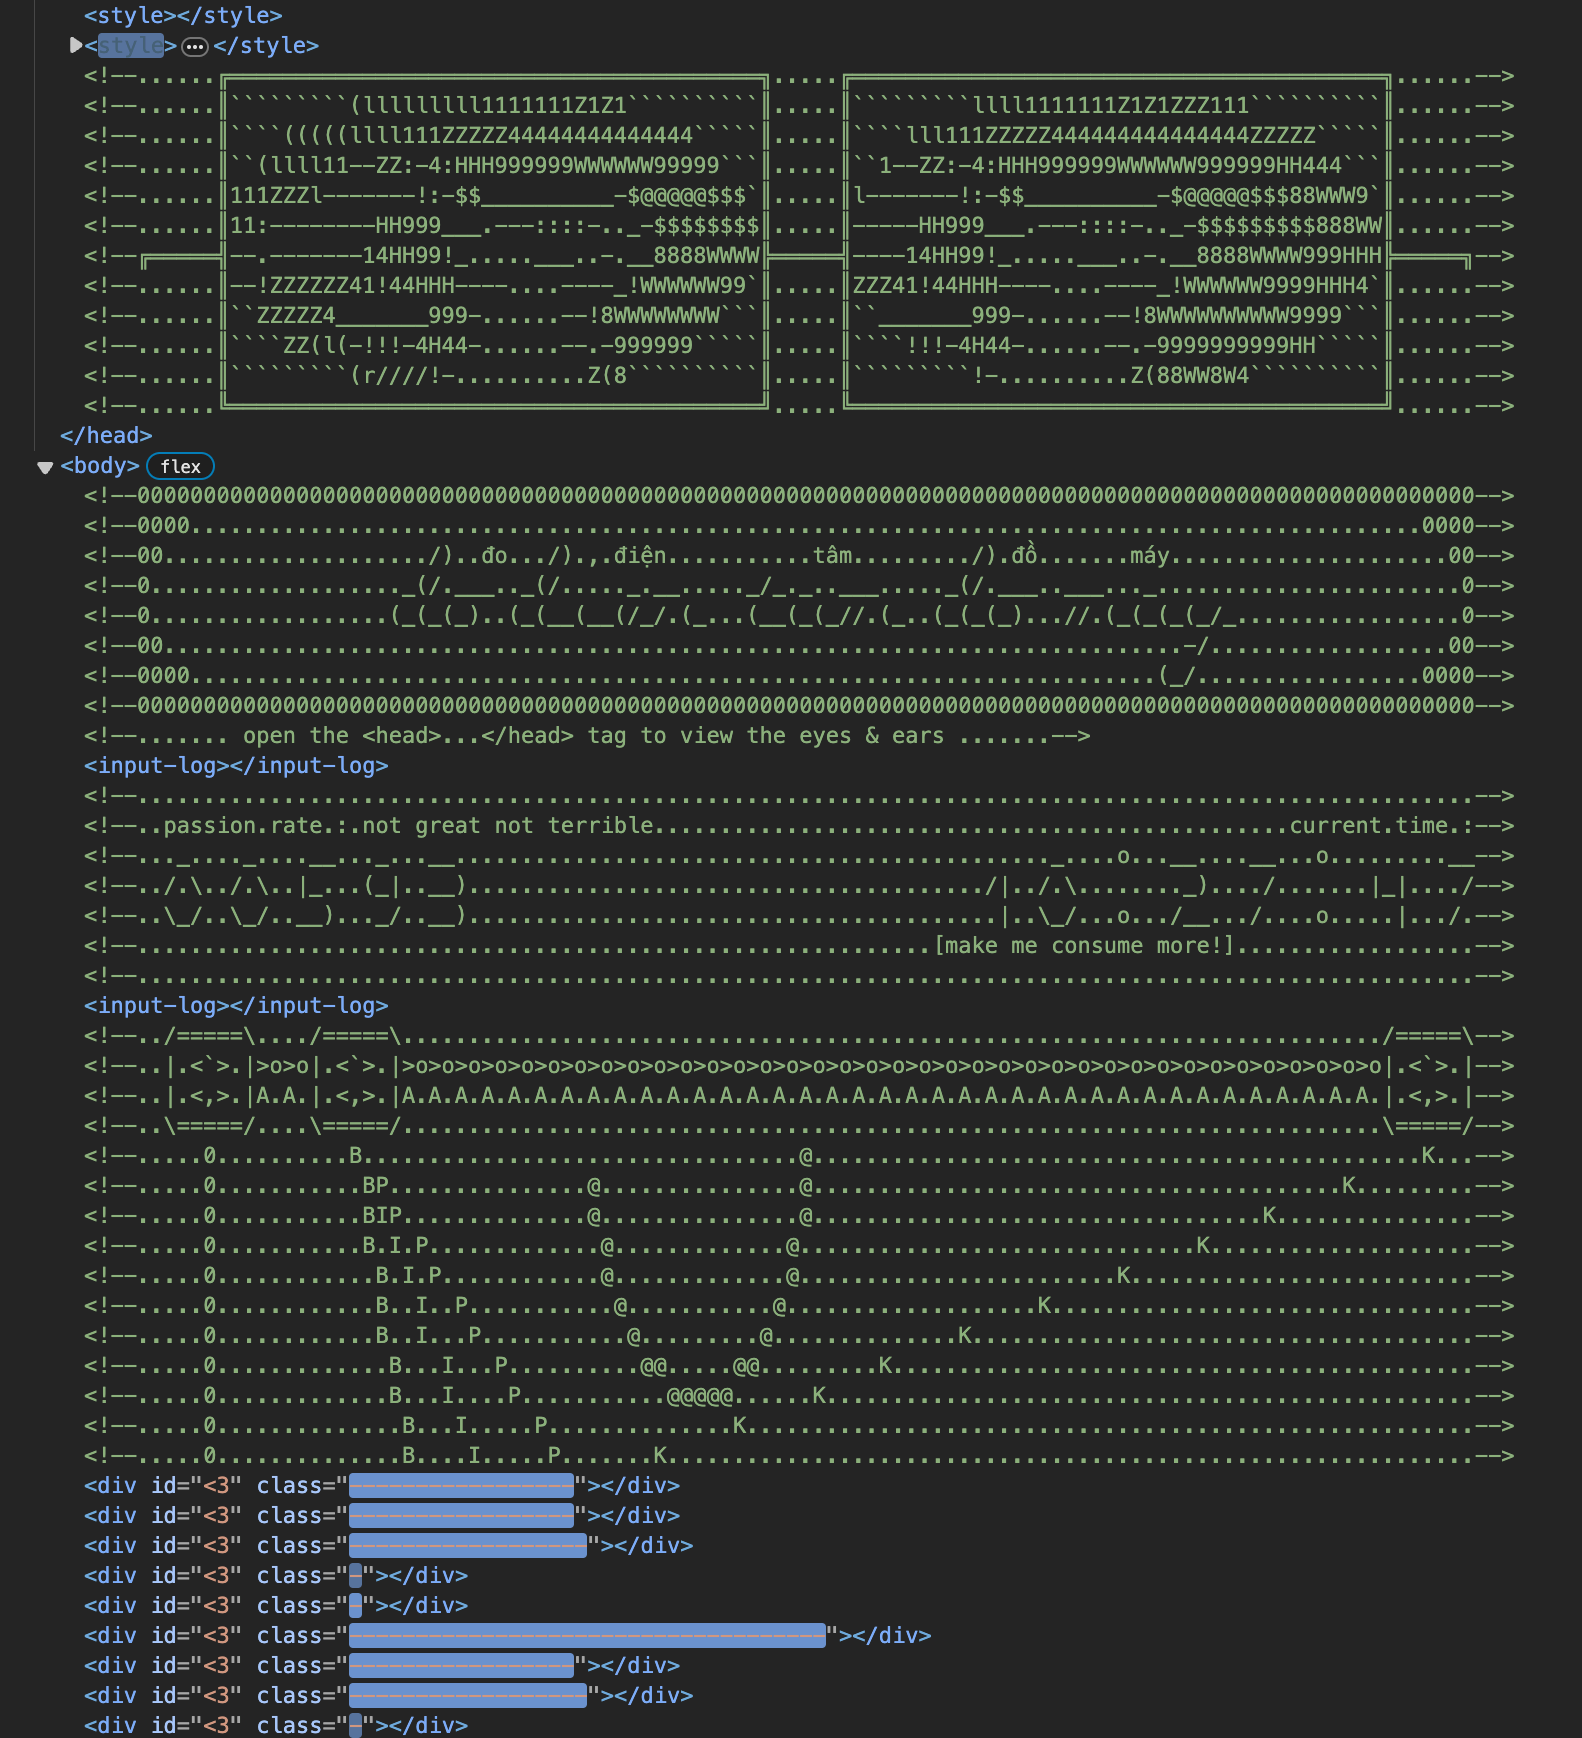 <style></style>
<style>…</style>
<!--......╔════════════════════════════════════════╗.....╔════════════════════════════════════════╗......-->
<!--......║`````````(lllllllll1111111Z1Z1``````````║.....║`````````llll1111111Z1Z1ZZZ111``````````║......-->
<!--......║````(((((llll111ZZZZZ44444444444444`````║.....║````lll111ZZZZZ444444444444444ZZZZZ`````║......-->
<!--......║``(llll11--ZZ:-4:HHH999999WWWWWW99999```║.....║``1--ZZ:-4:HHH999999WWWWWW999999HH444```║......-->
<!--......║111ZZZl-------!:-$$__________-$@@@@@$$$`║.....║l-------!:-$$__________-$@@@@@$$$88WWW9`║......-->
<!--......║11:--------HH999___.---::::-.._-$$$$$$$$║.....║-----HH999___.---::::-.._-$$$$$$$$$888WW║......-->
<!--╔═════╣--.-------14HH99!_.....___..-.__8888WWWW╠═════╣----14HH99!_.....___..-.__8888WWWW999HHH╠═════╗-->
<!--......║--!ZZZZZZ41!44HHH----....----_!WWWWWW99`║.....║ZZZ41!44HHH----....----_!WWWWWW9999HHH4`║......-->
<!--......║``ZZZZZ4_______999-......--!8WWWWWWWW```║.....║``_______999-......--!8WWWWWWWWWW9999```║......-->
<!--......║````ZZ(l(-!!!-4H44-......--.-999999`````║.....║````!!!-4H44-......--.-9999999999HH`````║......-->
<!--......║`````````(r////!-..........Z(8``````````║.....║`````````!-..........Z(88WW8W4``````````║......-->
<!--......╚════════════════════════════════════════╝.....╚════════════════════════════════════════╝......-->
</head>
<body> flex
<!--00000000000000000000000000000000000000000000000000000000000000000000000000000000000000000000000000000-->
<!--0000.............................................................................................0000-->
<!--00..................../)..đo.../).,.điện...........tâm........./).đồ.......máy.....................00-->
<!--0..................._(/.___.._(/....._.__....._/_._..___....._(/.___..___..._.......................0-->
<!--0..................(_(_(_)..(_(__(__(/_/.(_...(__(_(_//.(_..(_(_(_)...//.(_(_(_(_/_.................0-->
<!--00.............................................................................-/..................00-->
<!--0000.........................................................................(_/.................0000-->
<!--00000000000000000000000000000000000000000000000000000000000000000000000000000000000000000000000000000-->
<!--....... open the <head>...</head> tag to view the eyes & ears .......-->
<input-log></input-log>
<!--.....................................................................................................-->
<!--..passion.rate.:.not great not terrible................................................current.time.:-->
<!--..._...._....__..._...__............................................._....o...__....__...o.........__-->
<!--../.\../.\..|_...(_|..__)......................................./|../.\........_)..../.......|_|..../-->
<!--..\_/..\_/..__)..._/..__)........................................|..\_/...o.../__.../....o.....|.../.-->
<!--............................................................[make me consume more!]..................-->
<!--.....................................................................................................-->
<input-log></input-log>
<!--../=====\..../=====\........................................................................../=====\-->
<!--..|.<`>.|>o>o|.<`>.|>o>o>o>o>o>o>o>o>o>o>o>o>o>o>o>o>o>o>o>o>o>o>o>o>o>o>o>o>o>o>o>o>o>o>o>o>o|.<`>.|-->
<!--..|.<,>.|A.A.|.<,>.|A.A.A.A.A.A.A.A.A.A.A.A.A.A.A.A.A.A.A.A.A.A.A.A.A.A.A.A.A.A.A.A.A.A.A.A.A.|.<,>.|-->
<!--..\=====/....\=====/..........................................................................\=====/-->
<!--.....0..........B.................................@..............................................K...-->
<!--.....0...........BP...............@...............@........................................K.........-->
<!--.....0...........BIP..............@...............@..................................K...............-->
<!--.....0...........B.I.P.............@.............@..............................K....................-->
<!--.....0............B.I.P............@.............@........................K..........................-->
<!--.....0............B..I..P...........@...........@...................K................................-->
<!--.....0............B..I...P...........@.........@..............K......................................-->
<!--.....0.............B...I...P..........@@.....@@.........K............................................-->
<!--.....0.............B...I....P...........@@@@@......K.................................................-->
<!--.....0..............B...I.....P..............K.......................................................-->
<!--.....0..............B....I.....P.......K.............................................................-->
<div id="<3" class="-----------------"></div>
<div id="<3" class="-----------------"></div>
<div id="<3" class="------------------"></div>
<div id="<3" class="-"></div>
<div id="<3" class="-"></div>
<div id="<3" class="------------------------------------"></div>
<div id="<3" class="-----------------"></div>
<div id="<3" class="------------------"></div>
<div id="<3" class="-"></div>